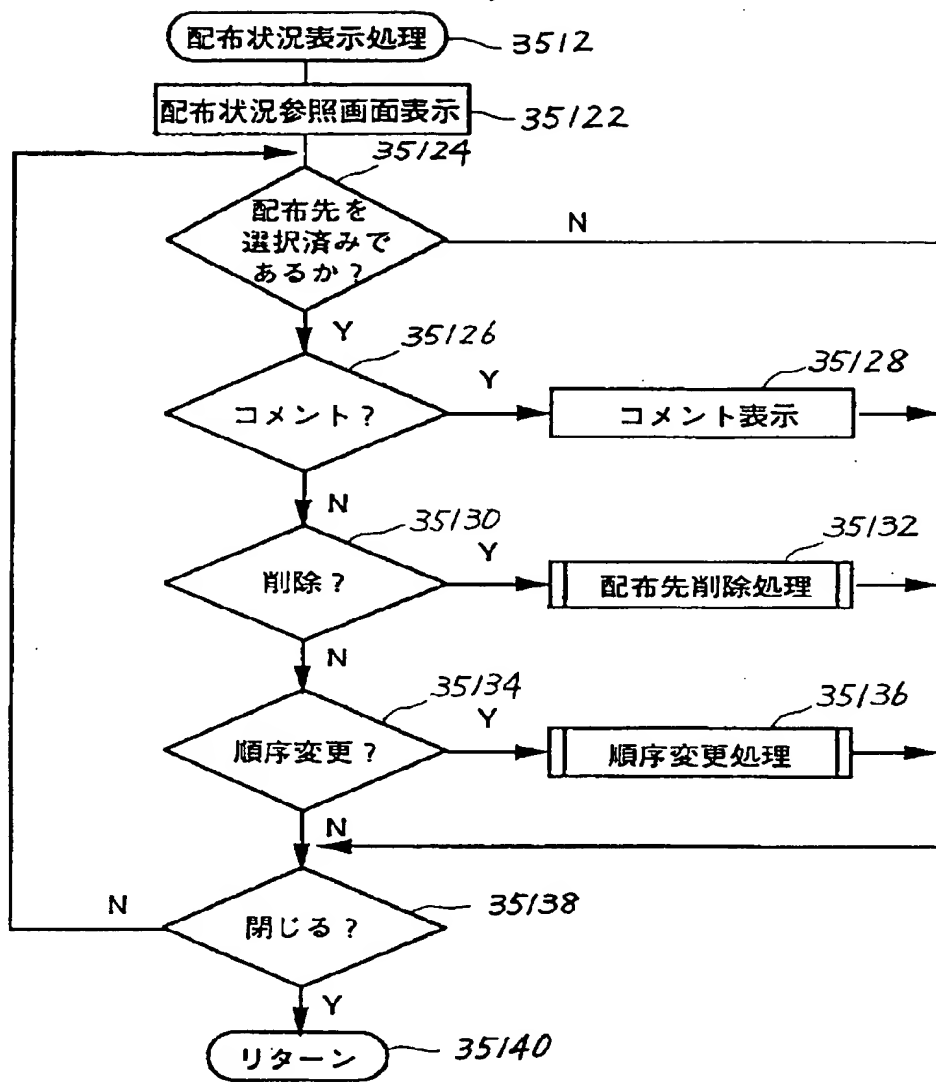 配布状況表示処理
3512
配布状況参照画面表示
35122
35124
配布先を
選択済みで
あるか?
N
Y
35126
コメント?
Y
35128
コメント表示
N
35130
削除?
Y
35132
配布先削除処理
N
35134
順序変更?
Y
35136
順序変更処理
N
35138
閉じる?
N
Y
リターン
35140